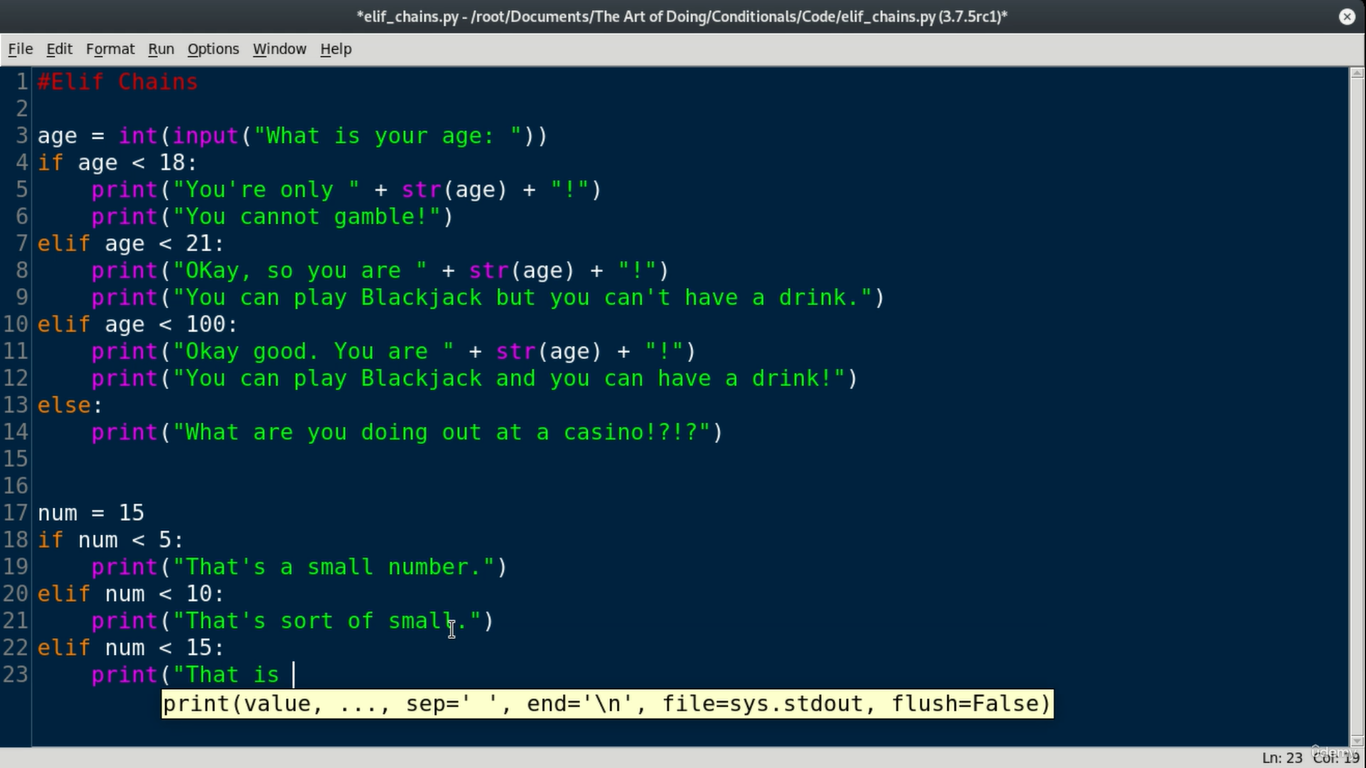 *elif_chains.py - /root/Documents/The Art of Doing/Conditionals/Code/elif_chains.py (3.7.5rc1)*
File Edit Format Run Options Window Help
1 #Elif Chains
2
3 age = int(input("What is your age: "))
4 if age < 18:
5     print("You're only " + str(age) + "!")
6     print("You cannot gamble!")
7 elif age < 21:
8     print("OKay, so you are " + str(age) + "!")
9     print("You can play Blackjack but you can't have a drink.")
10 elif age < 100:
11     print("Okay good. You are " + str(age) + "!")
12     print("You can play Blackjack and you can have a drink!")
13 else:
14     print("What are you doing out at a casino!?!?")
15
16
17 num = 15
18 if num < 5:
19     print("That's a small number.")
20 elif num < 10:
21     print("That's sort of small.")
22 elif num < 15:
23     print("That is
print(value, ..., sep=' ', end='\n', file=sys.stdout, flush=False)
Udemy
Ln: 23 Col: 19